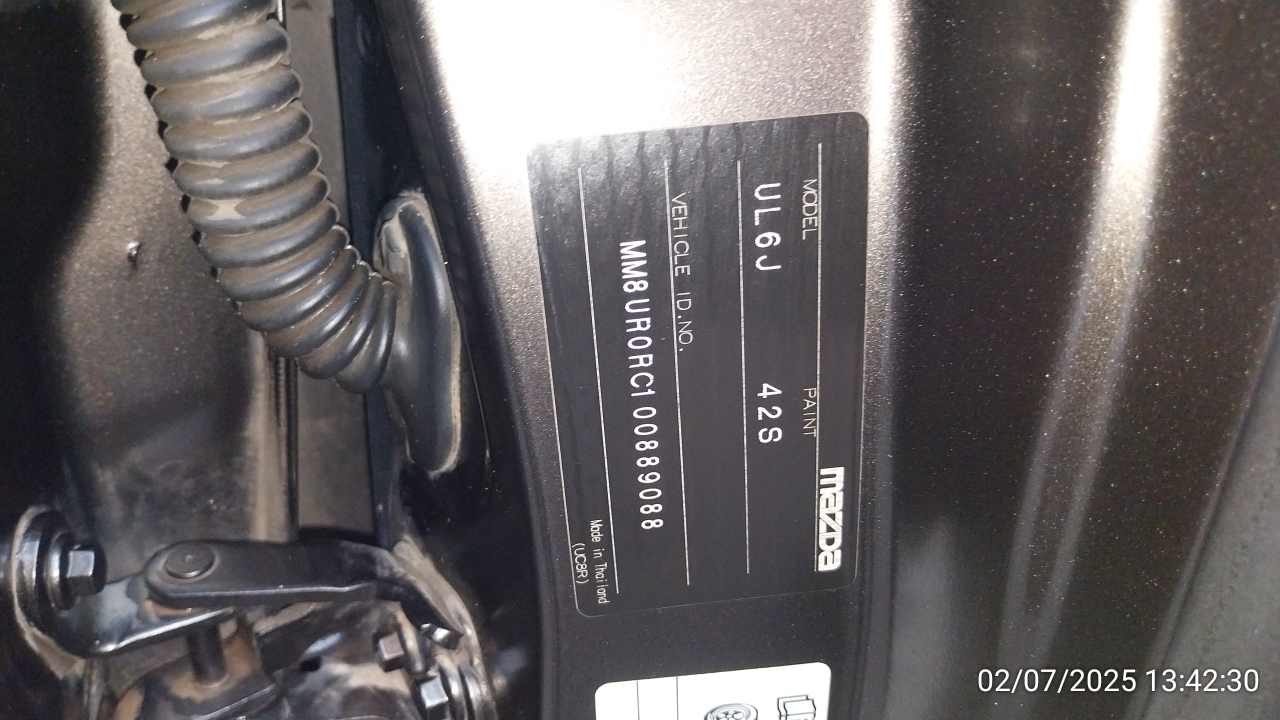 mazda
MODEL PAINT
UL6J 42S
VEHICLE ID.NO.
MM8UR0RC100889088
Made in Thailand
(UC8R)
02/07/2025 13:42:30